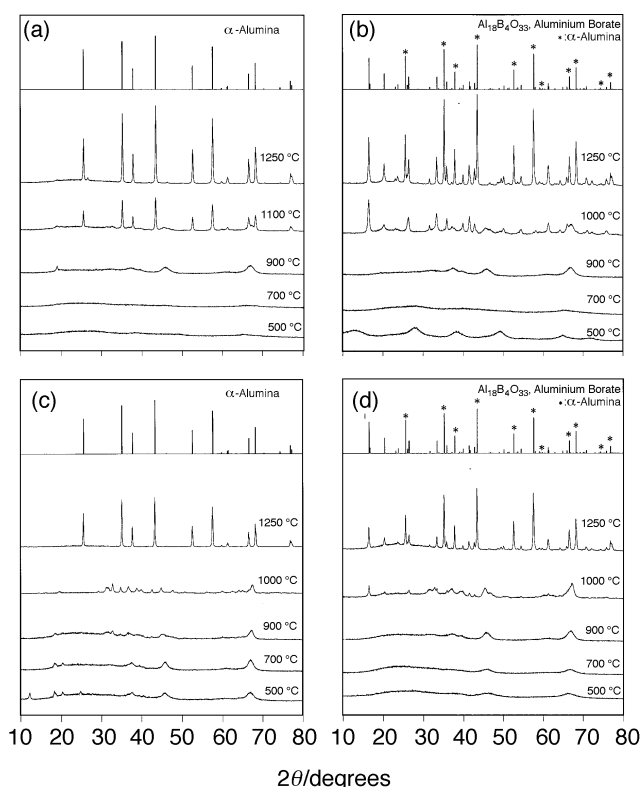 (a)
α-Alumina
1250 °C
1100 °C
900 °C
700 °C
500 °C
(b)
Al18B4O33, Aluminium Borate
*:α-Alumina
1250 °C
1000 °C
900 °C
700 °C
500 °C
(c)
α-Alumina
1250 °C
1000 °C
900 °C
700 °C
500 °C
(d)
Al18B4O33, Aluminium Borate
*:α-Alumina
1250 °C
1000 °C
900 °C
700 °C
500 °C
10 20 30 40 50 60 70 80
10 20 30 40 50 60 70 80
2θ/degrees